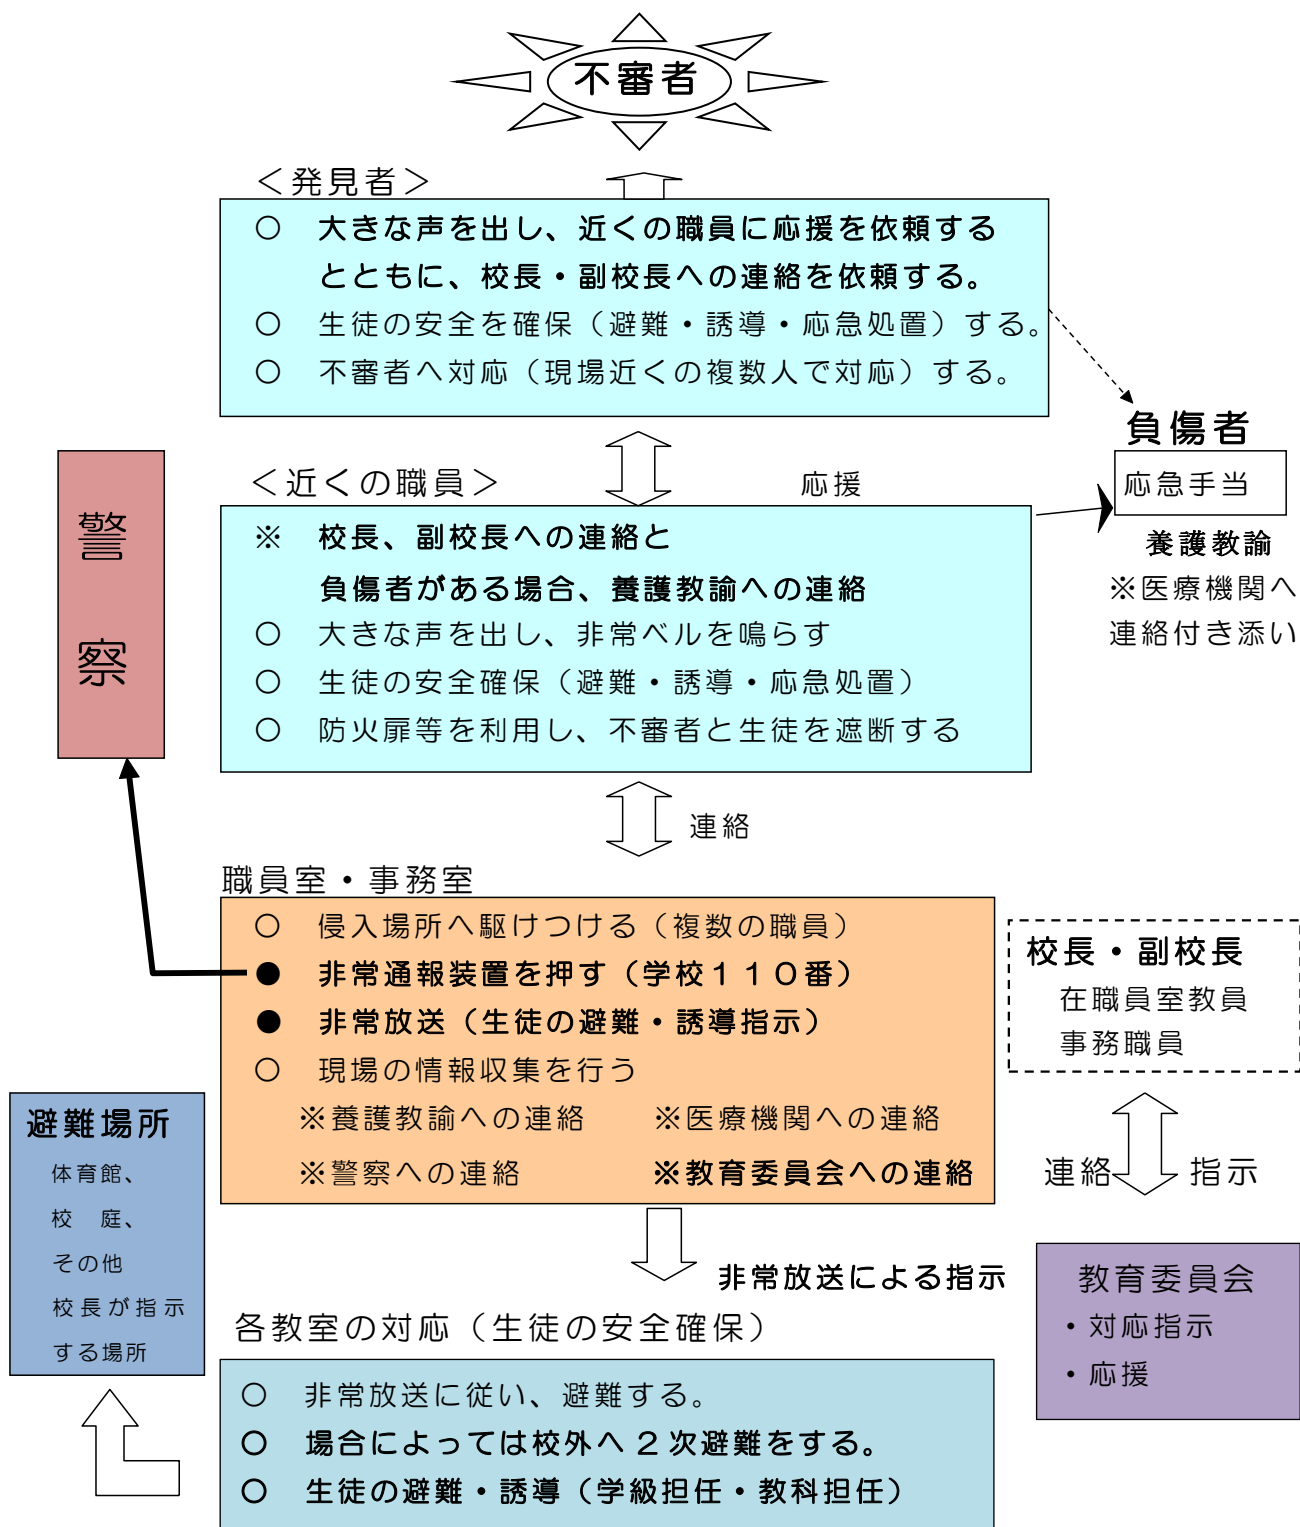 不審者
＜発見者＞
○　大きな声を出し、近くの職員に応援を依頼する
とともに、校長・副校長への連絡を依頼する。
○　生徒の安全を確保（避難・誘導・応急処置）する。
○　不審者へ対応（現場近くの複数人で対応）する。
負傷者
応急手当
養護教諭
※医療機関へ
連絡付き添い
警
察
＜近くの職員＞
応援
※　校長、副校長への連絡と
負傷者がある場合、養護教諭への連絡
○　大きな声を出し、非常ベルを鳴らす
○　生徒の安全確保（避難・誘導・応急処置）
○　防火扉等を利用し、不審者と生徒を遮断する
連絡
職員室・事務室
○　侵入場所へ駆けつける（複数の職員）
●　非常通報装置を押す（学校１１０番）
●　非常放送（生徒の避難・誘導指示）
○　現場の情報収集を行う
※養護教諭への連絡　　※医療機関への連絡
※警察への連絡　　※教育委員会への連絡
校長・副校長
在職員室教員
事務職員
連絡　指示
教育委員会
・対応指示
・応援
避難場所
体育館、
校　庭、
その他
校長が指示
する場所
非常放送による指示
各教室の対応（生徒の安全確保）
○　非常放送に従い、避難する。
○　場合によっては校外へ２次避難をする。
○　生徒の避難・誘導（学級担任・教科担任）